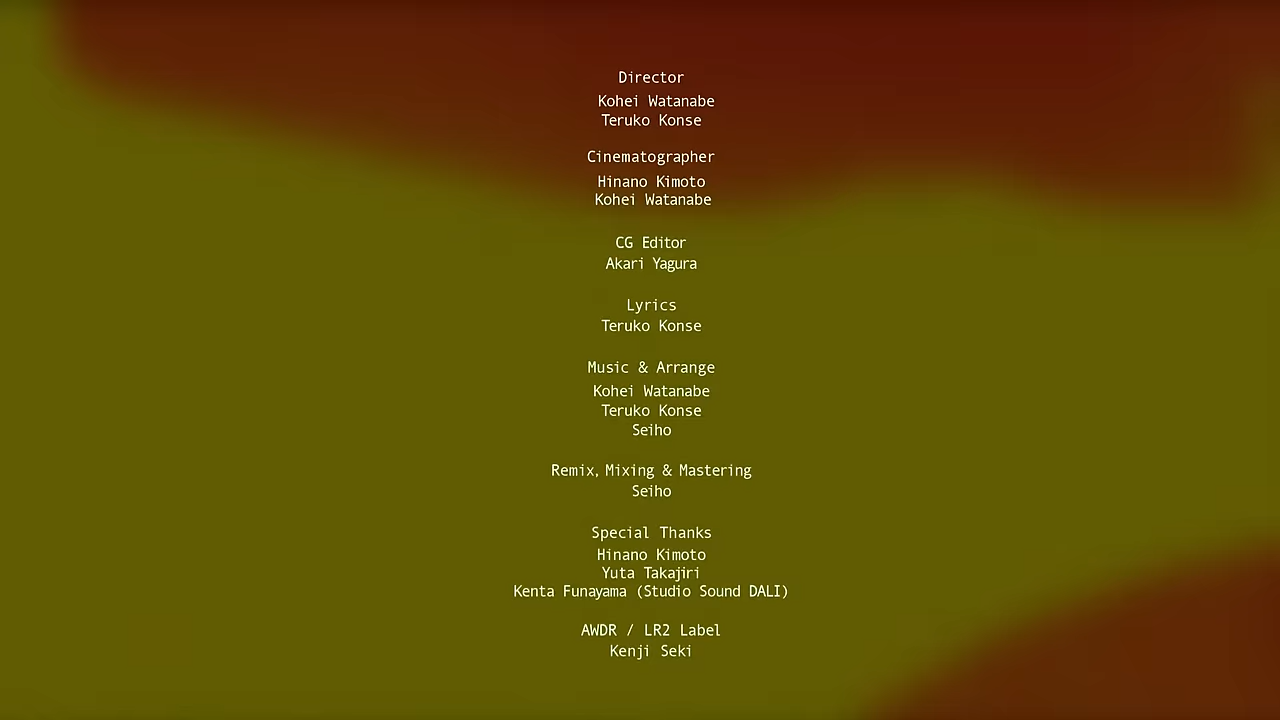 Director
Kohei Watanabe
Teruko Konse
Cinematographer
Hinano Kimoto
Kohei Watanabe
CG Editor
Akari Yagura
Lyrics
Teruko Konse
Music & Arrange
Kohei Watanabe
Teruko Konse
Seiho
Remix, Mixing & Mastering
Seiho
Special Thanks
Hinano Kimoto
Yuta Takajiri
Kenta Funayama (Studio Sound DALI)
AWDR / LR2 Label
Kenji Seki